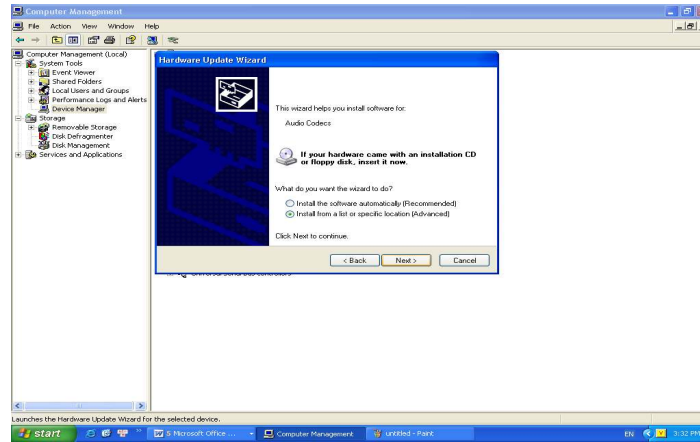 Computer Management
File Action View Window Help
Computer Management (Local)
System Tools
Event Viewer
Shared Folders
Local Users and Groups
Performance Logs and Alerts
Device Manager
Storage
Removable Storage
Disk Defragmenter
Disk Management
Services and Applications
Hardware Update Wizard
This wizard helps you install software for:
Audio Codecs
If your hardware came with an installation CD
or floppy disk, insert it now.
What do you want the wizard to do?
Install the software automatically (Recommended)
Install from a list or specific location (Advanced)
Click Next to continue.
< Back Next > Cancel
Launches the Hardware Update Wizard for the selected device.
start 5 Microsoft Office ... Computer Management untitled - Paint EN 3:32 PM